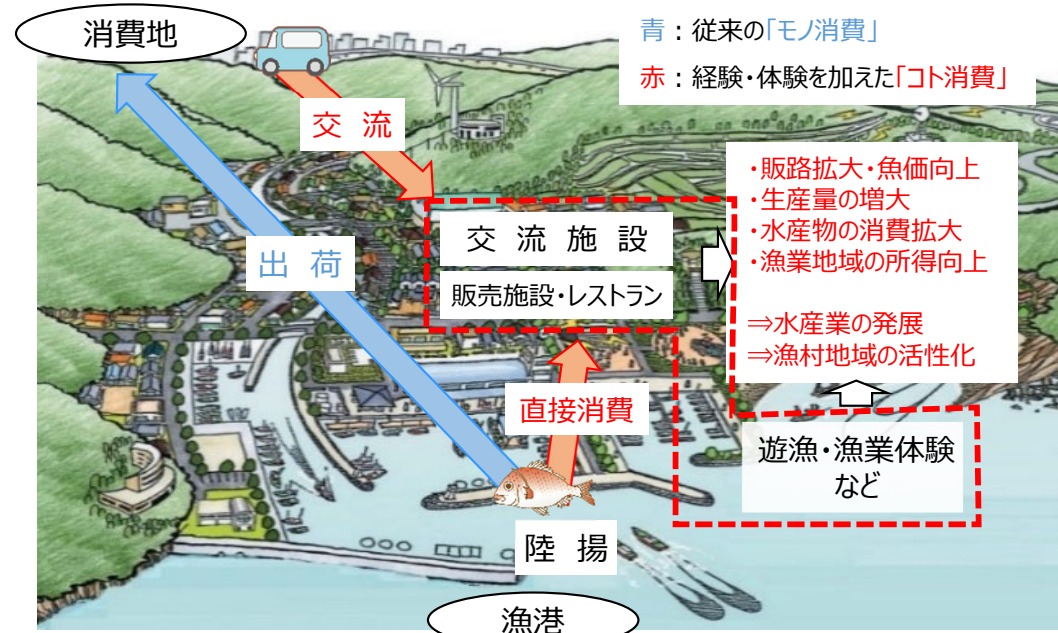 消費地
青：従来の「モノ消費」
赤：経験・体験を加えた「コト消費」
交 流
・販路拡大・魚価向上
・生産量の増大
・水産物の消費拡大
・漁業地域の所得向上
⇒水産業の発展
⇒漁村地域の活性化
交 流 施 設
販売施設・レストラン
出 荷
直接消費
遊漁・漁業体験
など
陸 揚
漁港